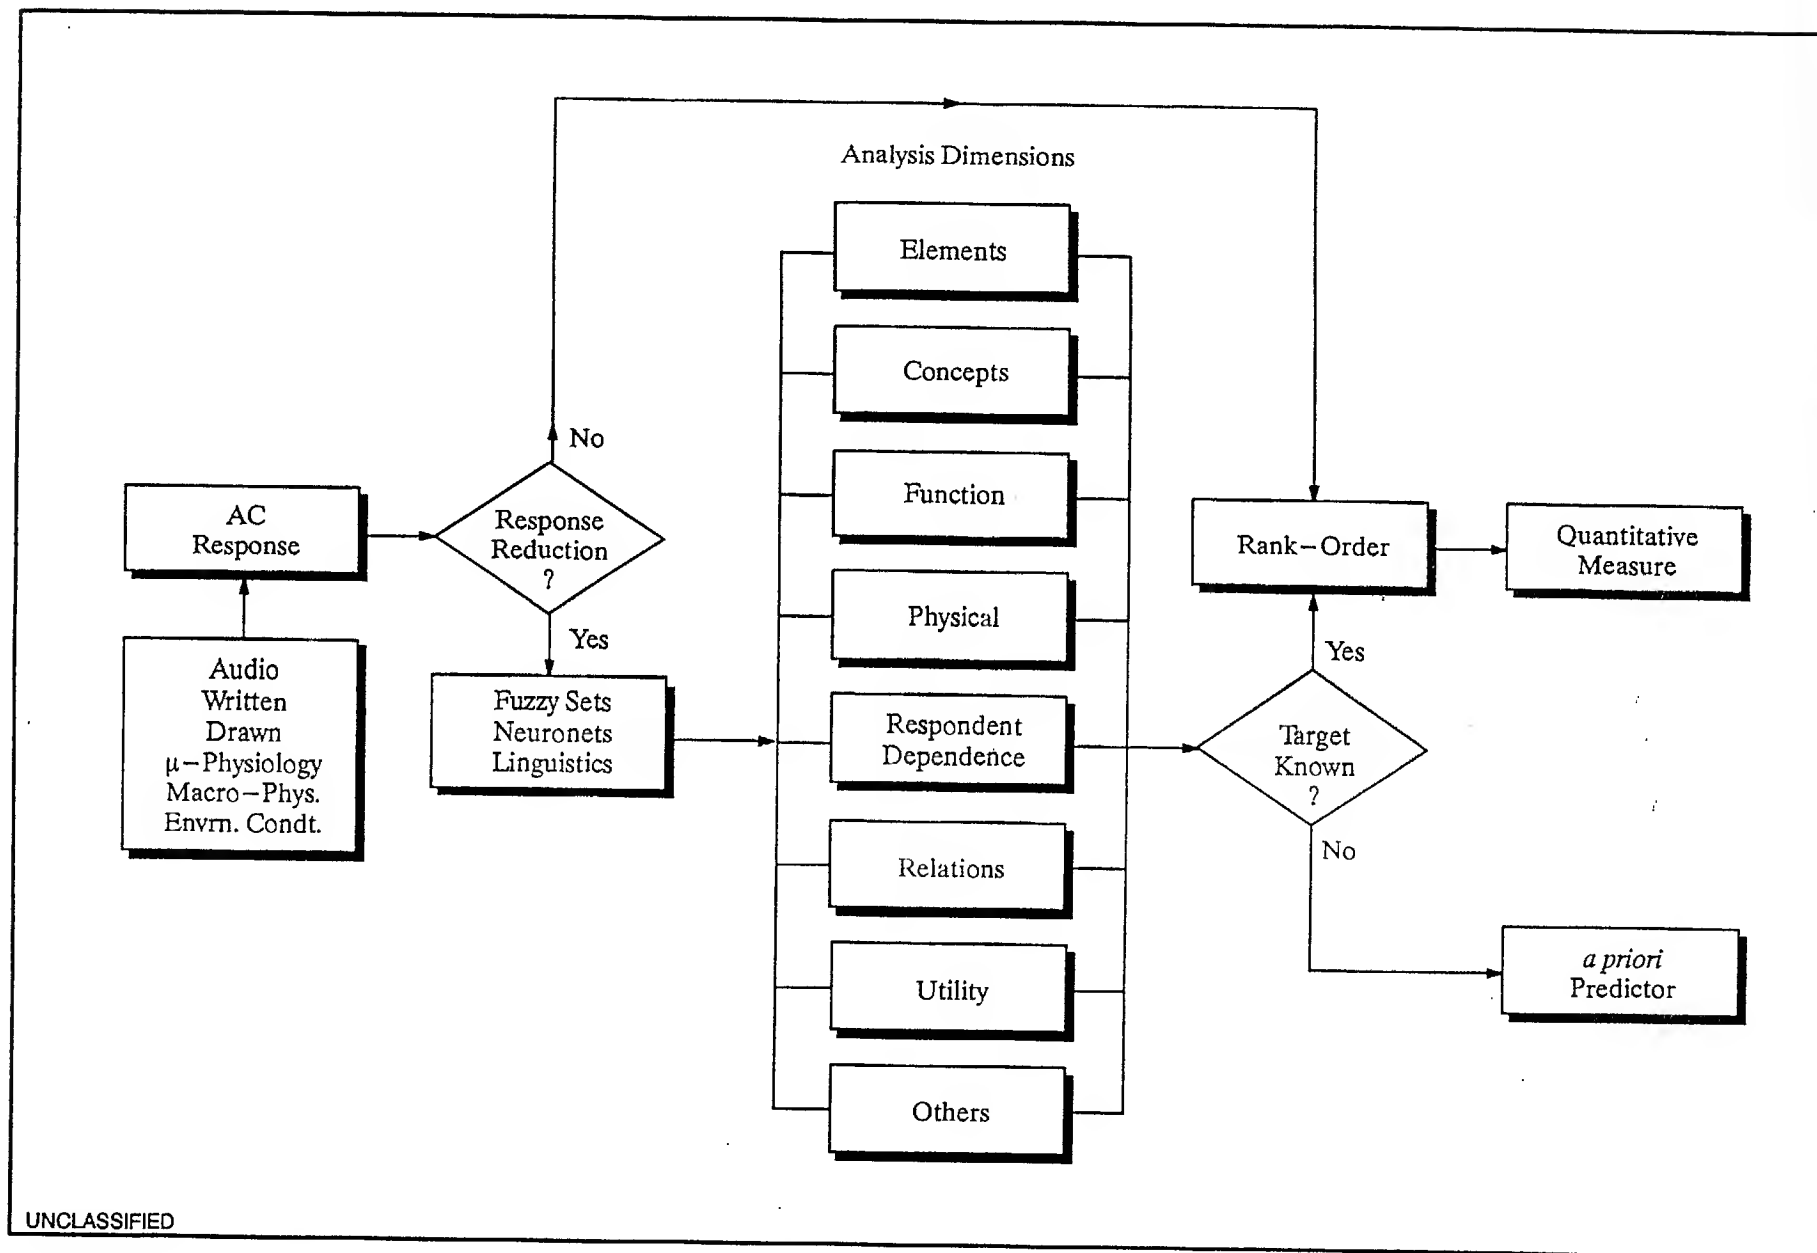 Analysis Dimensions
Elements
Concepts
No
Function
AC
Response
Response
Reduction
?
Rank–Order
Quantitative
Measure
Physical
Yes
Audio
Written
Drawn
μ–Physiology
Macro–Phys.
Envrn. Condt.
Fuzzy Sets
Neuronets
Linguistics
Yes
Respondent
Dependence
Target
Known
?
No
Relations
Utility
a priori
Predictor
Others
UNCLASSIFIED